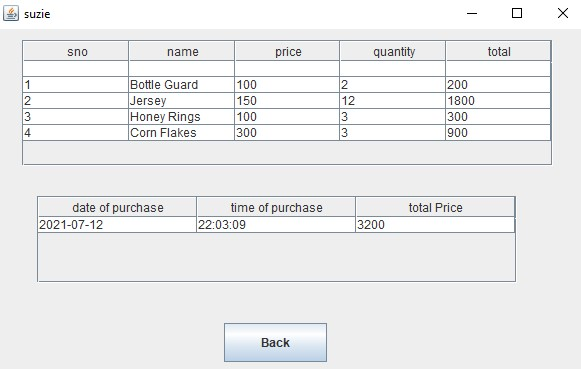 suzie
sno name price quantity total
1 Bottle Guard 100 2 200
2 Jersey 150 12 1800
3 Honey Rings 100 3 300
4 Corn Flakes 300 3 900
date of purchase time of purchase total Price
2021-07-12 22:03:09 3200
Back